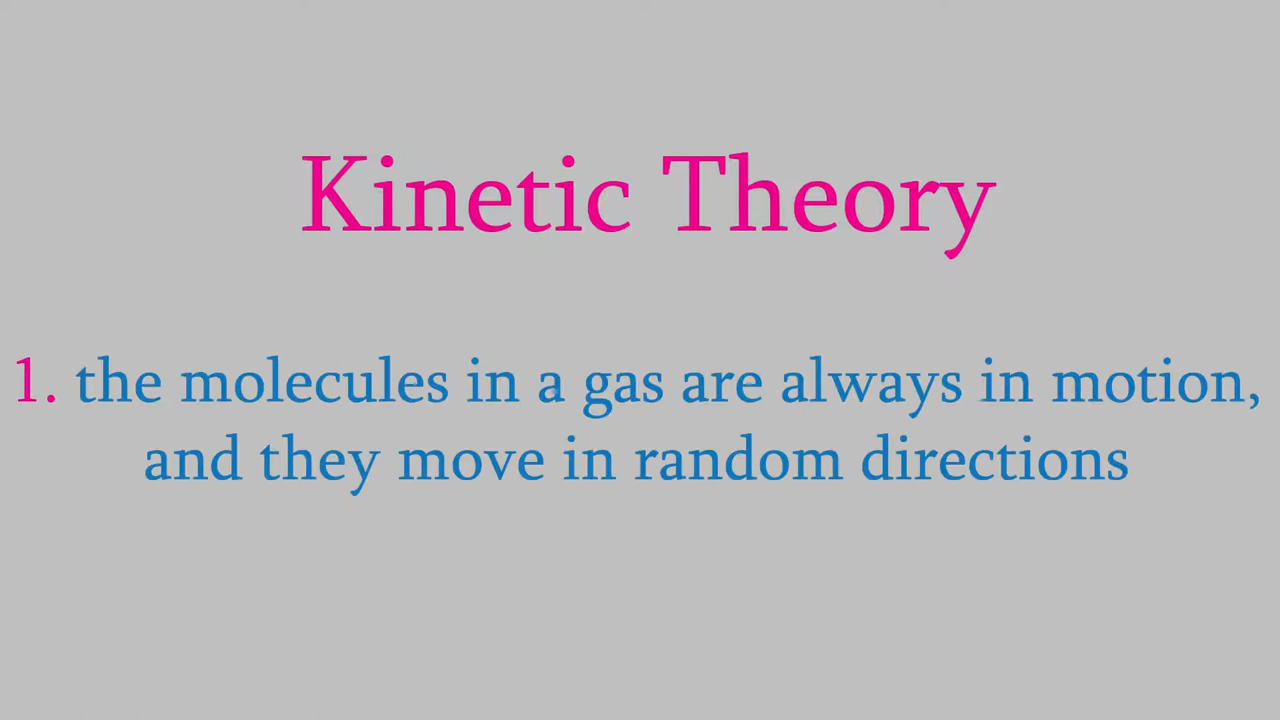 Kinetic Theory
1. the molecules in a gas are always in motion,
and they move in random directions